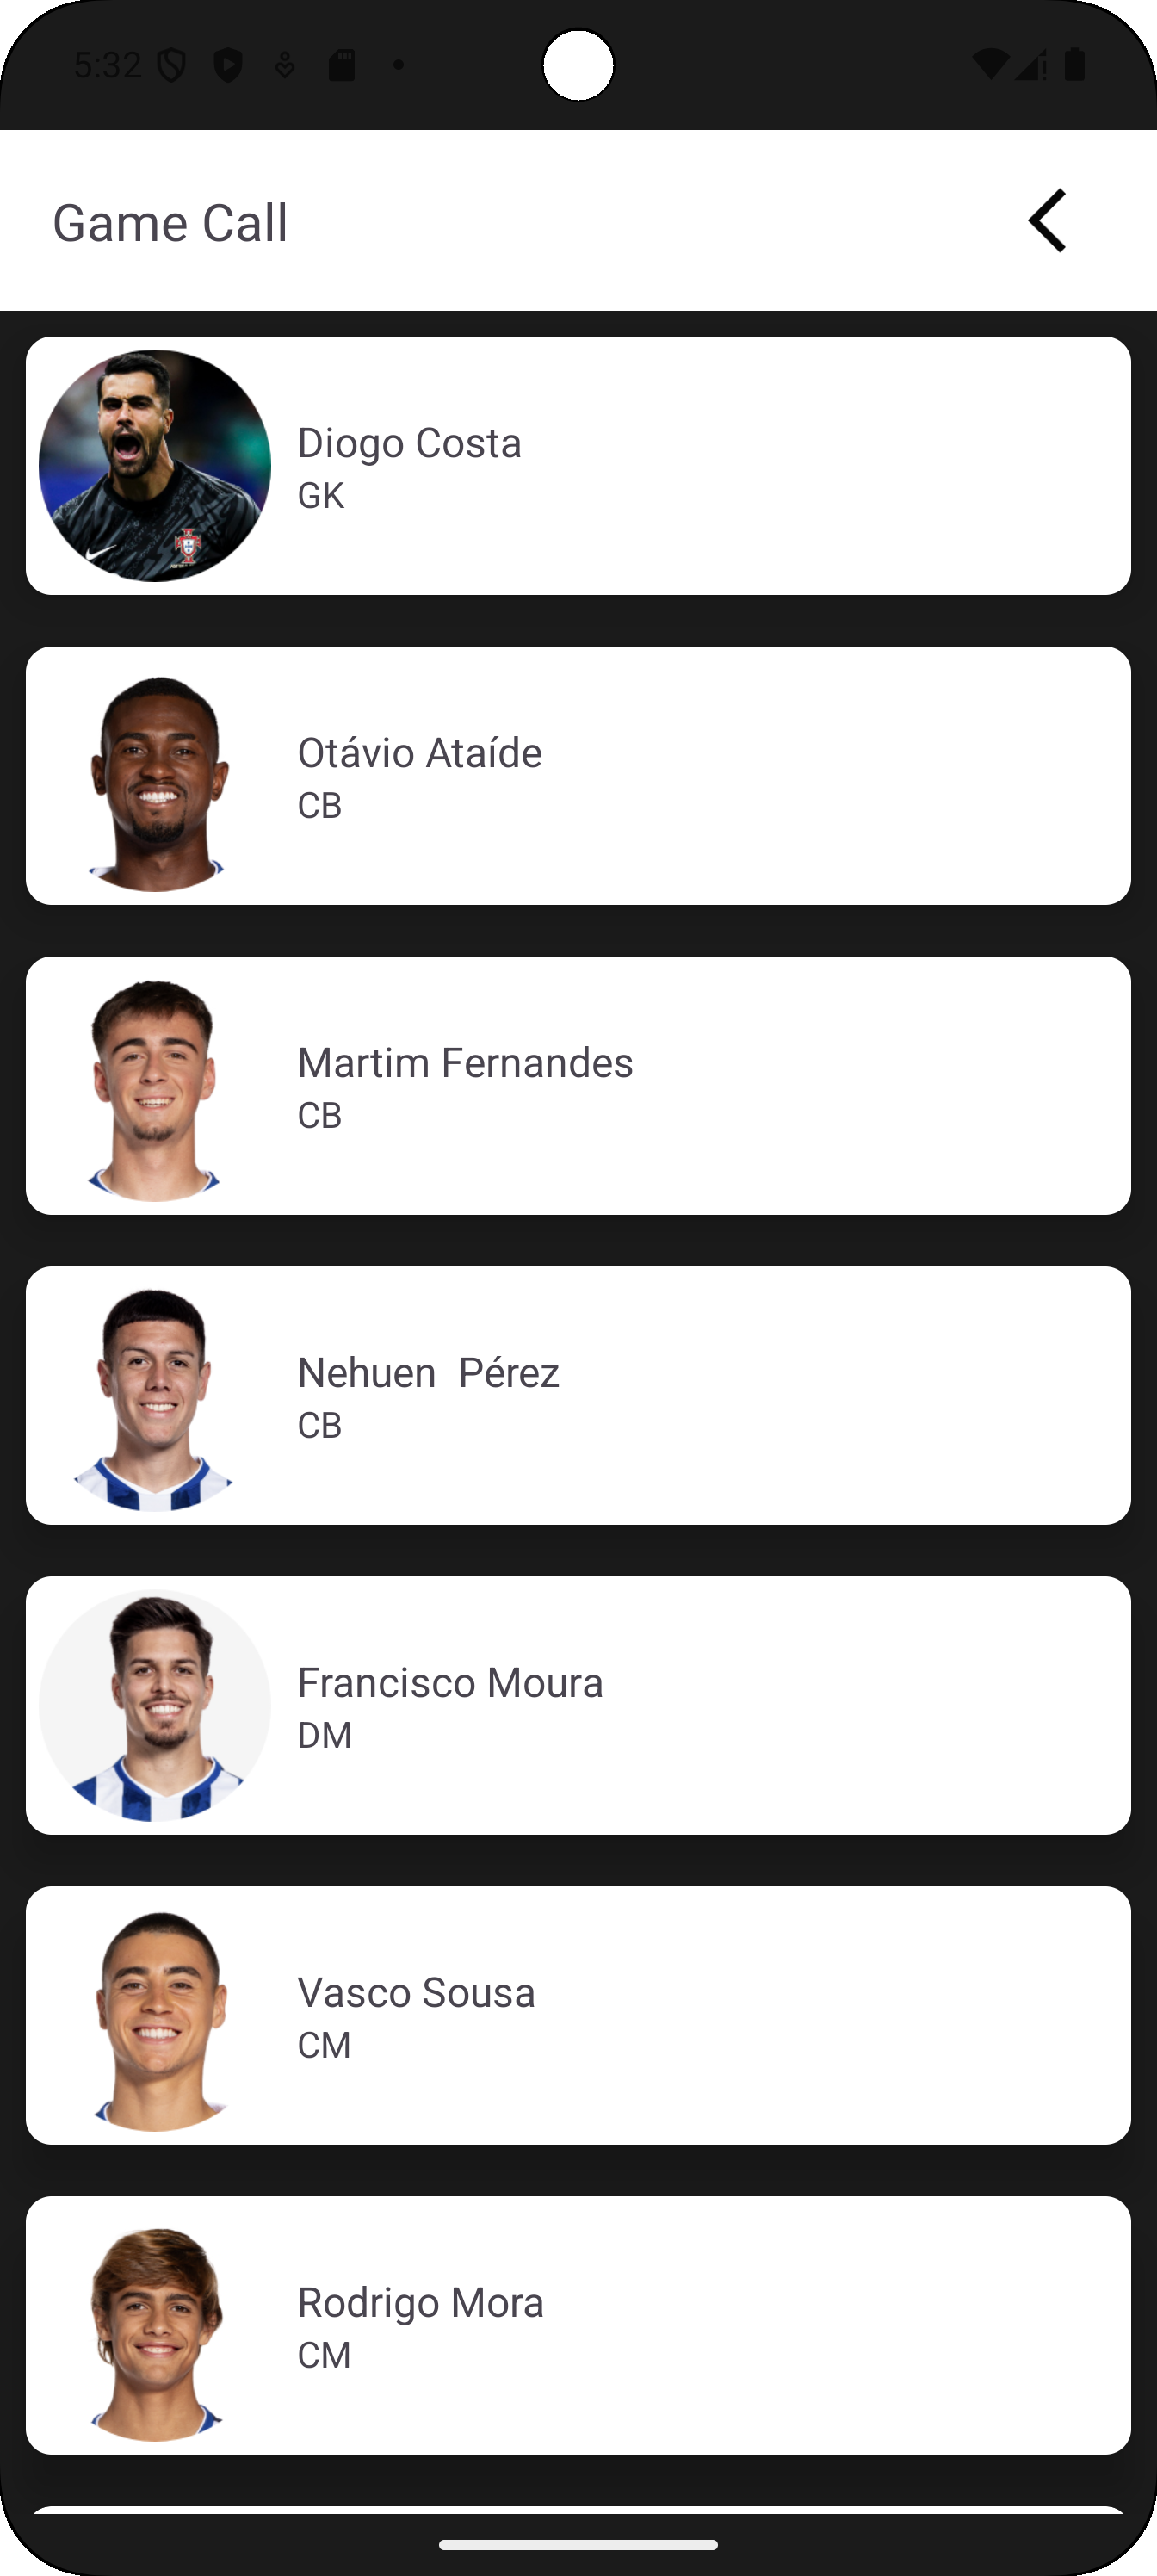 5:32
Game Call
Diogo Costa
GK
Otávio Ataíde
CB
Martim Fernandes
CB
Nehuen  Pérez
CB
Francisco Moura
DM
Vasco Sousa
CM
Rodrigo Mora
CM